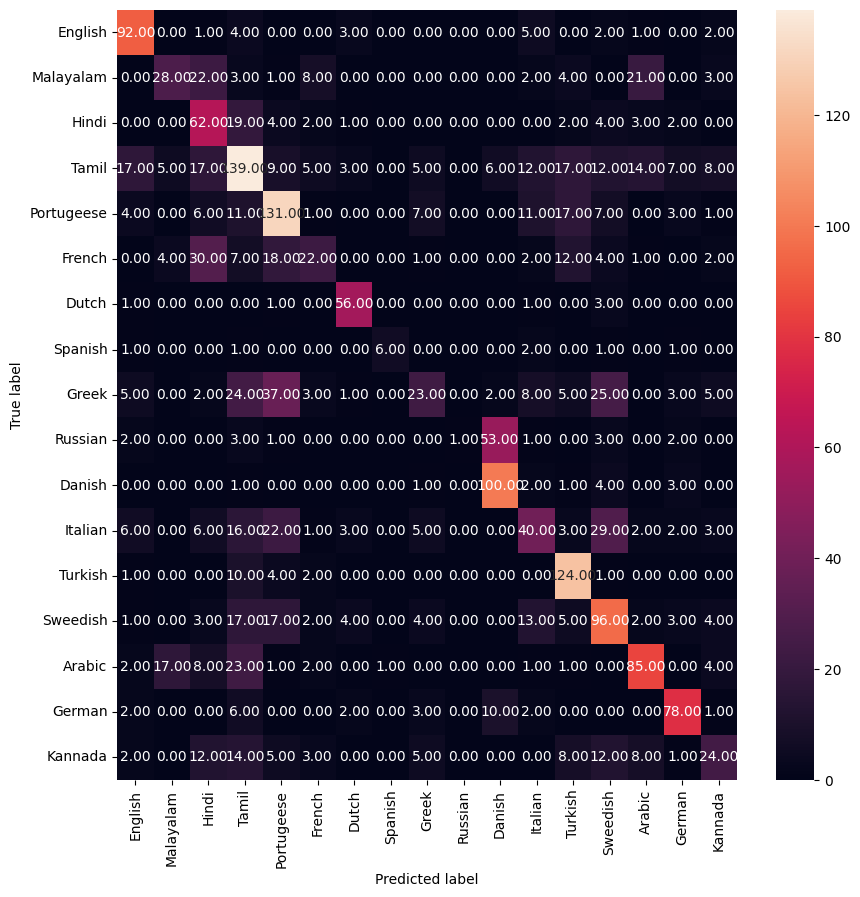 English 92.00 0.00 1.00 4.00 0.00 0.00 3.00 0.00 0.00 0.00 0.00 5.00 0.00 2.00 1.00 0.00 2.00
Malayalam 0.00 28.00 22.00 3.00 1.00 8.00 0.00 0.00 0.00 0.00 0.00 2.00 4.00 0.00 21.00 0.00 3.00
Hindi 0.00 0.00 62.00 19.00 4.00 2.00 1.00 0.00 0.00 0.00 0.00 0.00 2.00 4.00 3.00 2.00 0.00
Tamil 17.00 5.00 17.00 139.00 9.00 5.00 3.00 0.00 5.00 0.00 6.00 12.00 17.00 12.00 14.00 7.00 8.00
Portugeese 4.00 0.00 6.00 11.00 131.00 1.00 0.00 0.00 7.00 0.00 0.00 11.00 17.00 7.00 0.00 3.00 1.00
French 0.00 4.00 30.00 7.00 18.00 22.00 0.00 0.00 1.00 0.00 0.00 2.00 12.00 4.00 1.00 0.00 2.00
Dutch 1.00 0.00 0.00 0.00 1.00 0.00 56.00 0.00 0.00 0.00 0.00 1.00 0.00 3.00 0.00 0.00 0.00
Spanish 1.00 0.00 0.00 1.00 0.00 0.00 0.00 6.00 0.00 0.00 0.00 2.00 0.00 1.00 0.00 1.00 0.00
Greek 5.00 0.00 2.00 24.00 37.00 3.00 1.00 0.00 23.00 0.00 2.00 8.00 5.00 25.00 0.00 3.00 5.00
Russian 2.00 0.00 0.00 3.00 1.00 0.00 0.00 0.00 0.00 1.00 53.00 1.00 0.00 3.00 0.00 2.00 0.00
Danish 0.00 0.00 0.00 1.00 0.00 0.00 0.00 0.00 1.00 0.00 100.00 2.00 1.00 4.00 0.00 3.00 0.00
Italian 6.00 0.00 6.00 16.00 22.00 1.00 3.00 0.00 5.00 0.00 0.00 40.00 3.00 29.00 2.00 2.00 3.00
Turkish 1.00 0.00 0.00 10.00 4.00 2.00 0.00 0.00 0.00 0.00 0.00 0.00 124.00 1.00 0.00 0.00 0.00
Sweedish 1.00 0.00 3.00 17.00 17.00 2.00 4.00 0.00 4.00 0.00 0.00 13.00 5.00 96.00 2.00 3.00 4.00
Arabic 2.00 17.00 8.00 23.00 1.00 2.00 0.00 1.00 0.00 0.00 0.00 1.00 1.00 0.00 85.00 0.00 4.00
German 2.00 0.00 0.00 6.00 0.00 0.00 2.00 0.00 3.00 0.00 10.00 2.00 0.00 0.00 0.00 78.00 1.00
Kannada 2.00 0.00 12.00 14.00 5.00 3.00 0.00 0.00 5.00 0.00 0.00 0.00 8.00 12.00 8.00 1.00 24.00
English Malayalam Hindi Tamil Portugeese French Dutch Spanish Greek Russian Danish Italian Turkish Sweedish Arabic German Kannada
Predicted label
True label
120
100
80
60
40
20
0